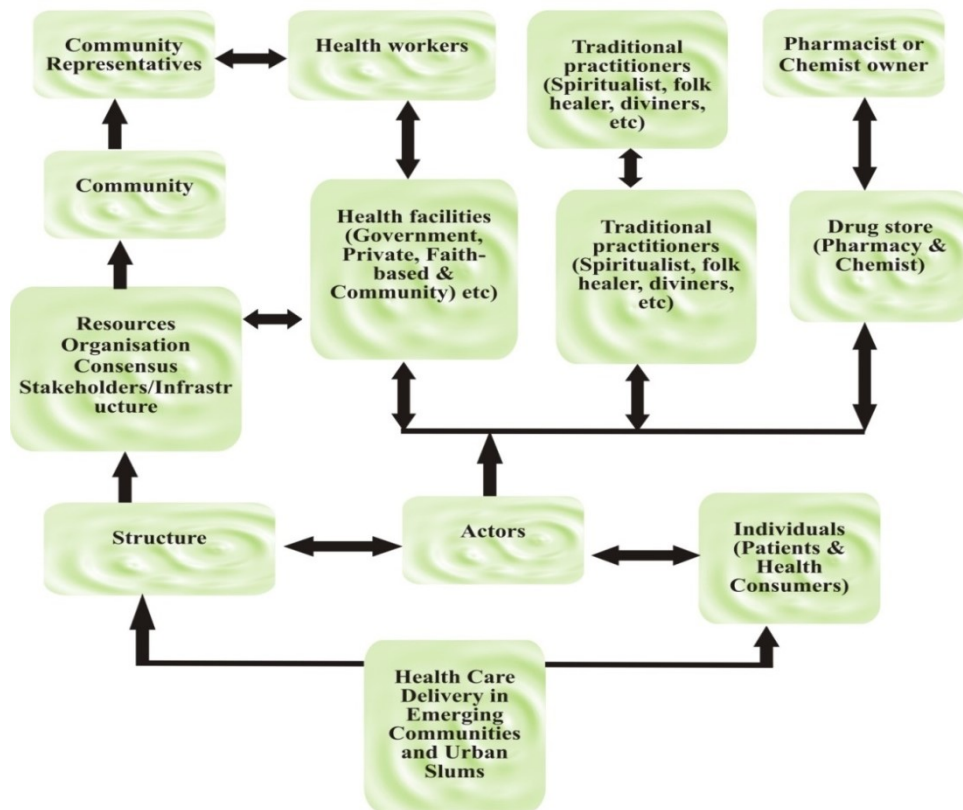 Community
Representatives
Health workers
Traditional
practitioners
(Spiritualist, folk
healer, diviners,
etc)
Pharmacist or
Chemist owner
Community
Health facilities
(Government,
Private, Faith-
based &
Community) etc)
Traditional
practitioners
(Spiritualist, folk
healer, diviners,
etc)
Drug store
(Pharmacy &
Chemist)
Resources
Organisation
Consensus
Stakeholders/Infrastr
ucture
Structure
Actors
Individuals
(Patients &
Health
Consumers)
Health Care
Delivery in
Emerging
Communities
and Urban
Slums